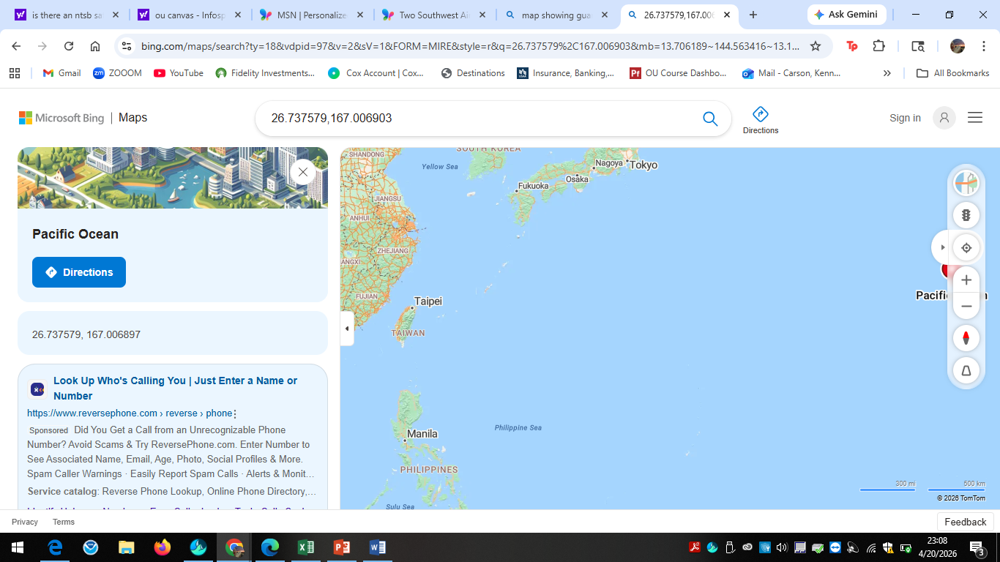 is there an ntsb sa
ou canvas - Infosp
MSN | Personalize
Two Southwest Ai
map showing gua
26.737579,167.006
Ask Gemini
bing.com/maps/search?ty=18&vdpid=97&v=2&sV=1&FORM=MIRE&style=r&q=26.737579%2C167.006903&mb=13.706189~144.563416~13.1...
Gmail
ZOOOM
YouTube
Fidelity Investments...
Cox Account | Cox...
Destinations
Insurance, Banking,...
OU Course Dashbo...
Mail - Carson, Kenn...
All Bookmarks
Microsoft Bing | Maps
26.737579,167.006903
Directions
Sign in
Pacific Ocean
Directions
26.737579, 167.006897
Look Up Who's Calling You | Just Enter a Name or
Number
https://www.reversephone.com › reverse › phone
Sponsored Did You Get a Call from an Unrecognizable Phone
Number? Avoid Scams & Try ReversePhone.com. Enter Number to
See Associated Name, Email, Age, Photo, Social Profiles & More.
Scam Caller Warnings · Easily Report Spam Calls · Alerts & Monit...
Service catalog: Reverse Phone Lookup, Online Phone Directory,...
SHANDONG
SOUTH KOREA
Yellow Sea
Nagoya
Tokyo
Osaka
Fukuoka
JIANGSU
ANHUI
ZHEJIANG
ANGXI
FUJIAN
Taipei
TAIWAN
Pacifi
Manila
Philippine Sea
PHILIPPINES
Sulu Sea
300 mi
500 km
© 2026 TomTom
Privacy
Terms
Feedback
23:08
4/20/2026
3